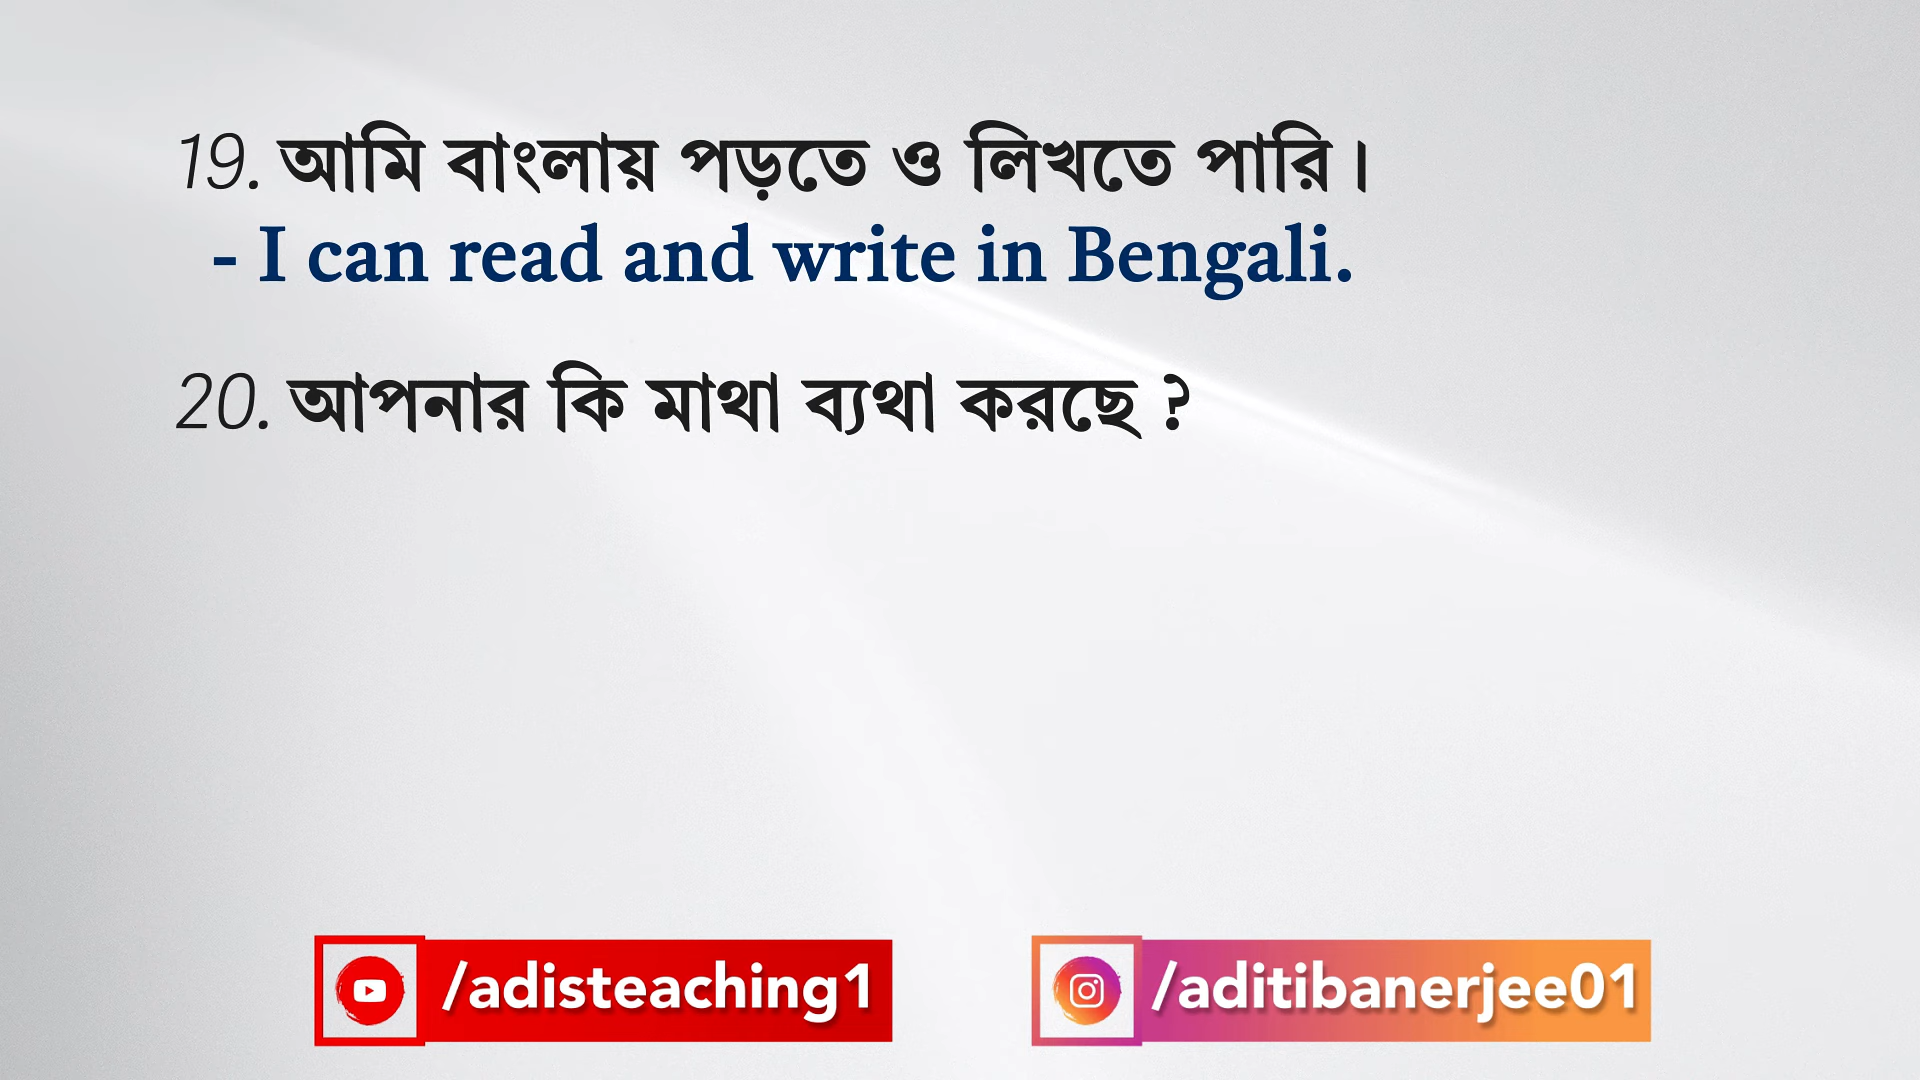 19. আমি বাংলায় পড়তে ও লিখতে পারি।
- I can read and write in Bengali.
20. আপনার কি মাথা ব্যথা করছে ?
/adisteaching1
/aditibanerjee01